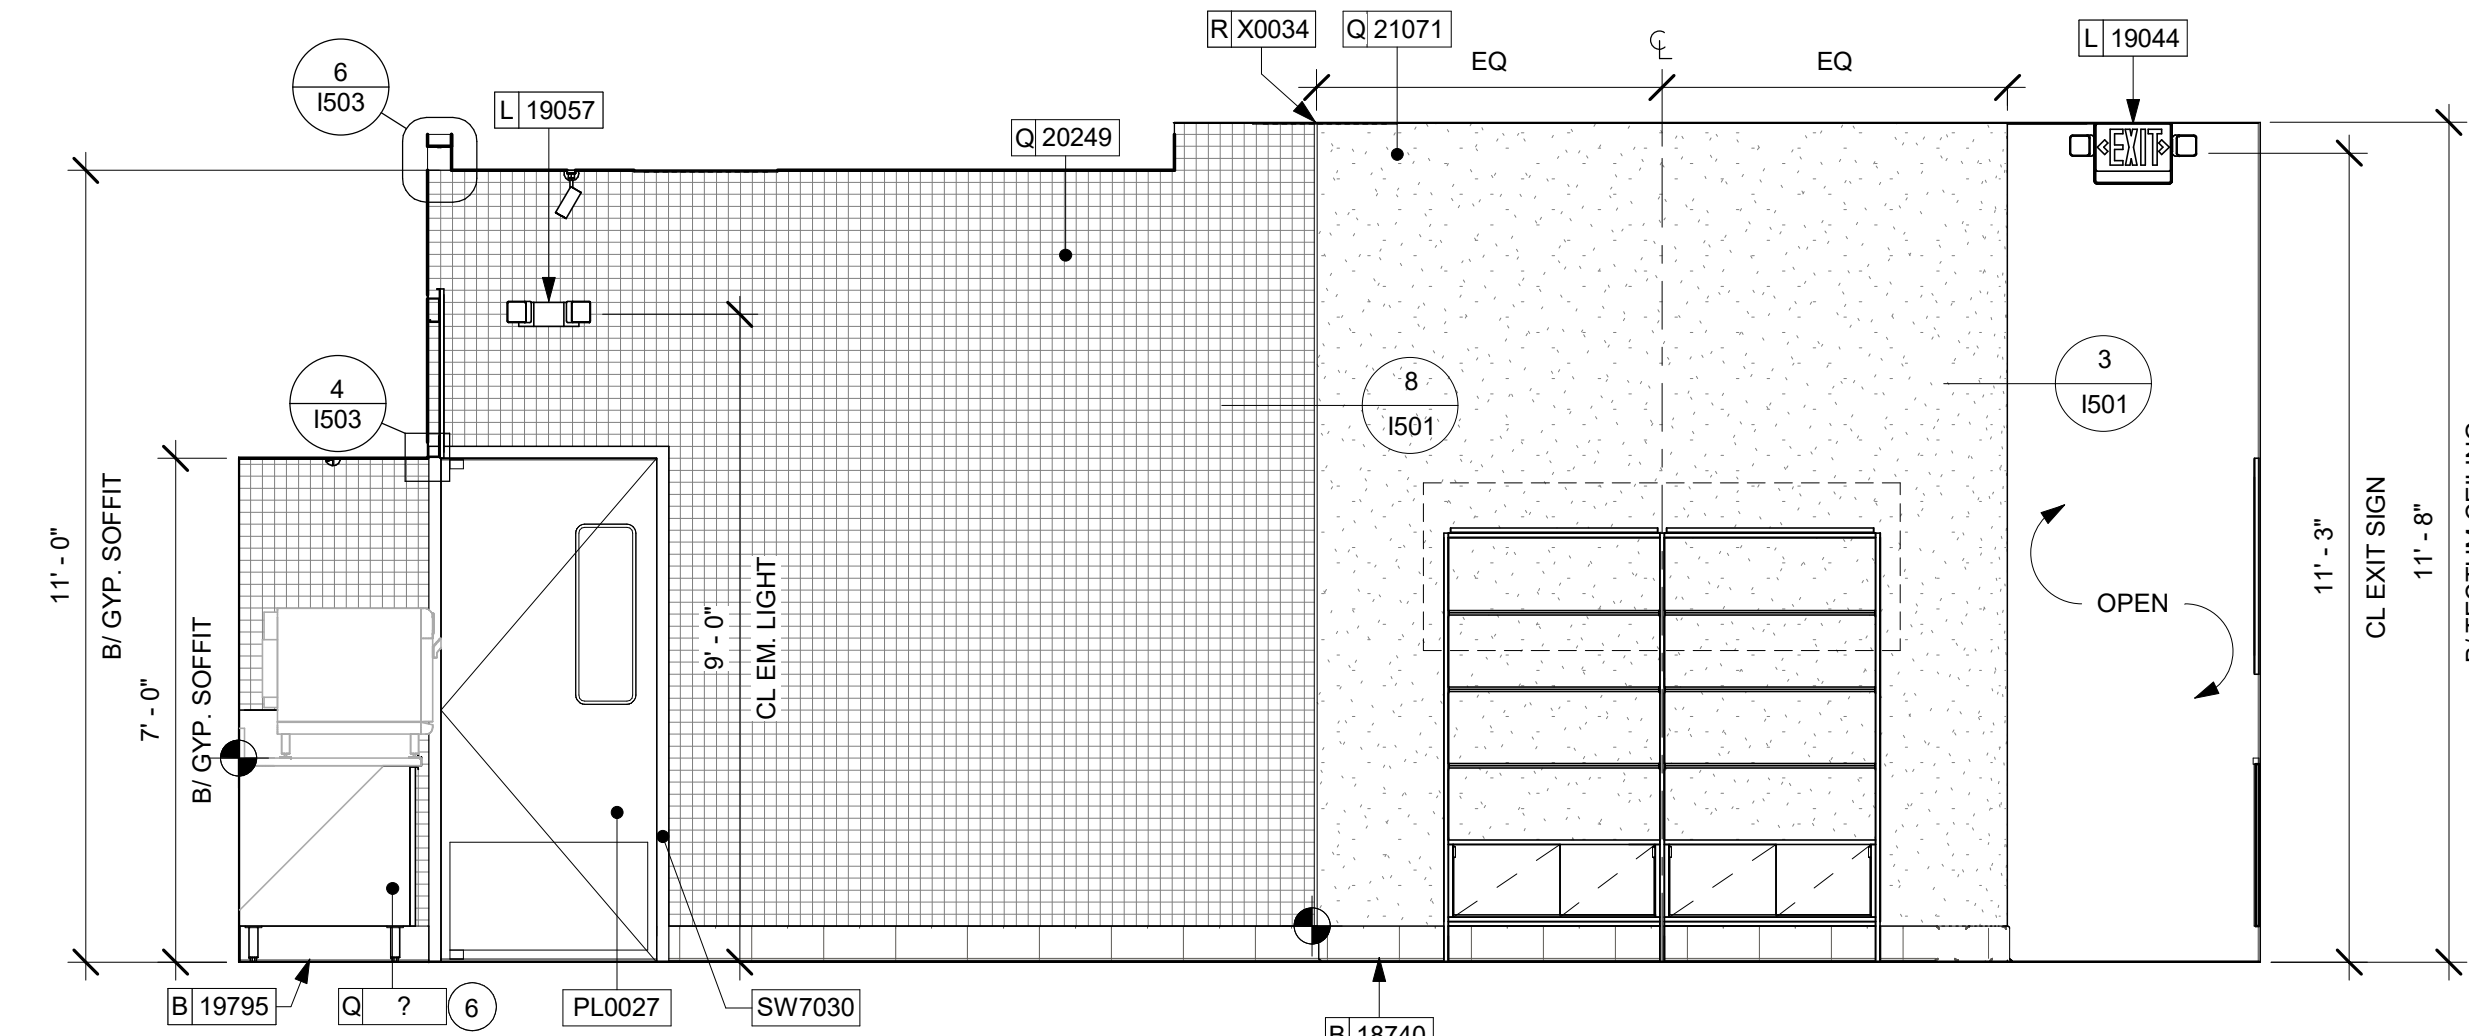 R X0034
Q 21071
L 19044
EQ
CL
EQ
6
I503
L 19057
Q 20249
EXIT
4
I503
8
I501
3
I501
11' - 0"
B/ GYP. SOFFIT
7' - 0"
B/ GYP. SOFFIT
9' - 0"
CL EM. LIGHT
OPEN
11' - 3"
CL EXIT SIGN
11' - 8"
B 19795
Q ?
6
PL0027
SW7030
B 18740